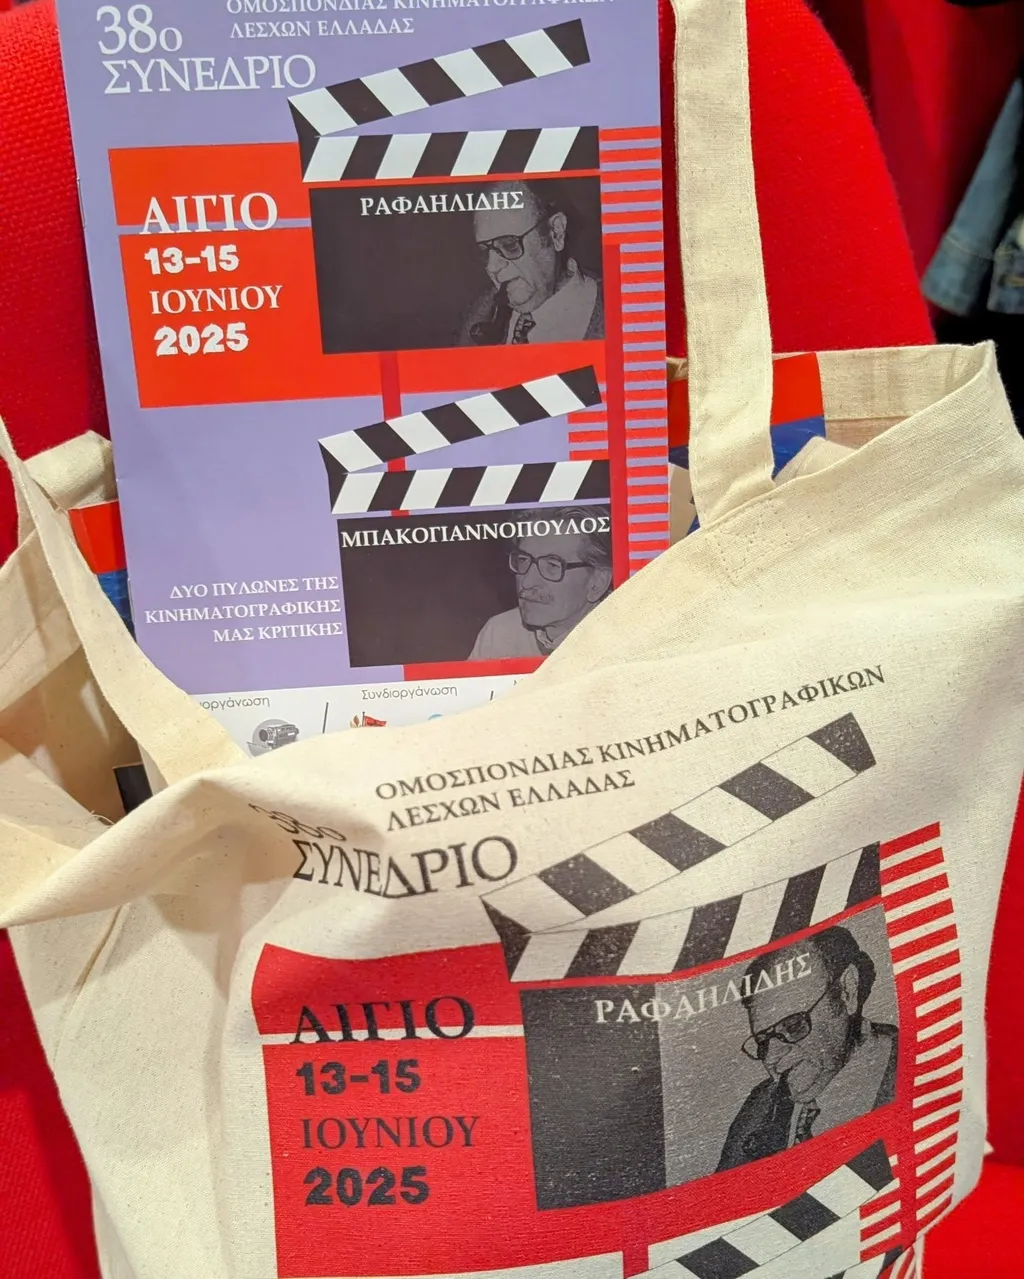 ΟΜΟΣΠΟΝΔΙΑΣ ΚΙΝΗΜΑΤΟΓΡΑΦΙΚΩΝ
ΛΕΣΧΩΝ ΕΛΛΑΔΑΣ
38ο
ΣΥΝΕΔΡΙΟ
ΑΙΓΙΟ
13-15
ΙΟΥΝΙΟΥ
2025
ΡΑΦΑΗΛΙΔΗΣ
ΜΠΑΚΟΓΙΑΝΝΟΠΟΥΛΟΣ
ΔΥΟ ΠΥΛΩΝΕΣ ΤΗΣ
ΚΙΝΗΜΑΤΟΓΡΑΦΙΚΗΣ
ΜΑΣ ΚΡΙΤΙΚΗΣ
Συνδιοργάνωση
ΟΜΟΣΠΟΝΔΙΑΣ ΚΙΝΗΜΑΤΟΓΡΑΦΙΚΩΝ
ΛΕΣΧΩΝ ΕΛΛΑΔΑΣ
38ο
ΣΥΝΕΔΡΙΟ
ΑΙΓΙΟ
13-15
ΙΟΥΝΙΟΥ
2025
ΡΑΦΑΗΛΙΔΗΣ